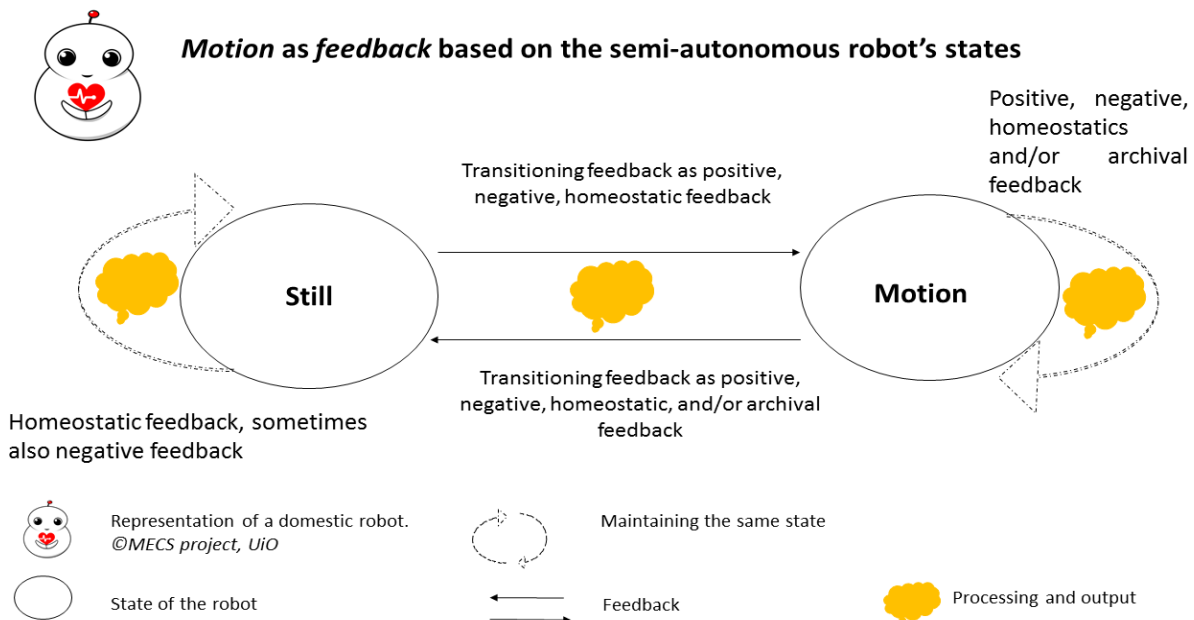 Motion as feedback based on the semi-autonomous robot's states
Positive, negative,
homeostatics
and/or archival
feedback
Transitioning feedback as positive,
negative, homeostatic feedback
Still
Motion
Transitioning feedback as positive,
negative, homeostatic, and/or archival
feedback
Homeostatic feedback, sometimes
also negative feedback
Representation of a domestic robot.
©MECS project, UiO
Maintaining the same state
State of the robot
Feedback
Processing and output